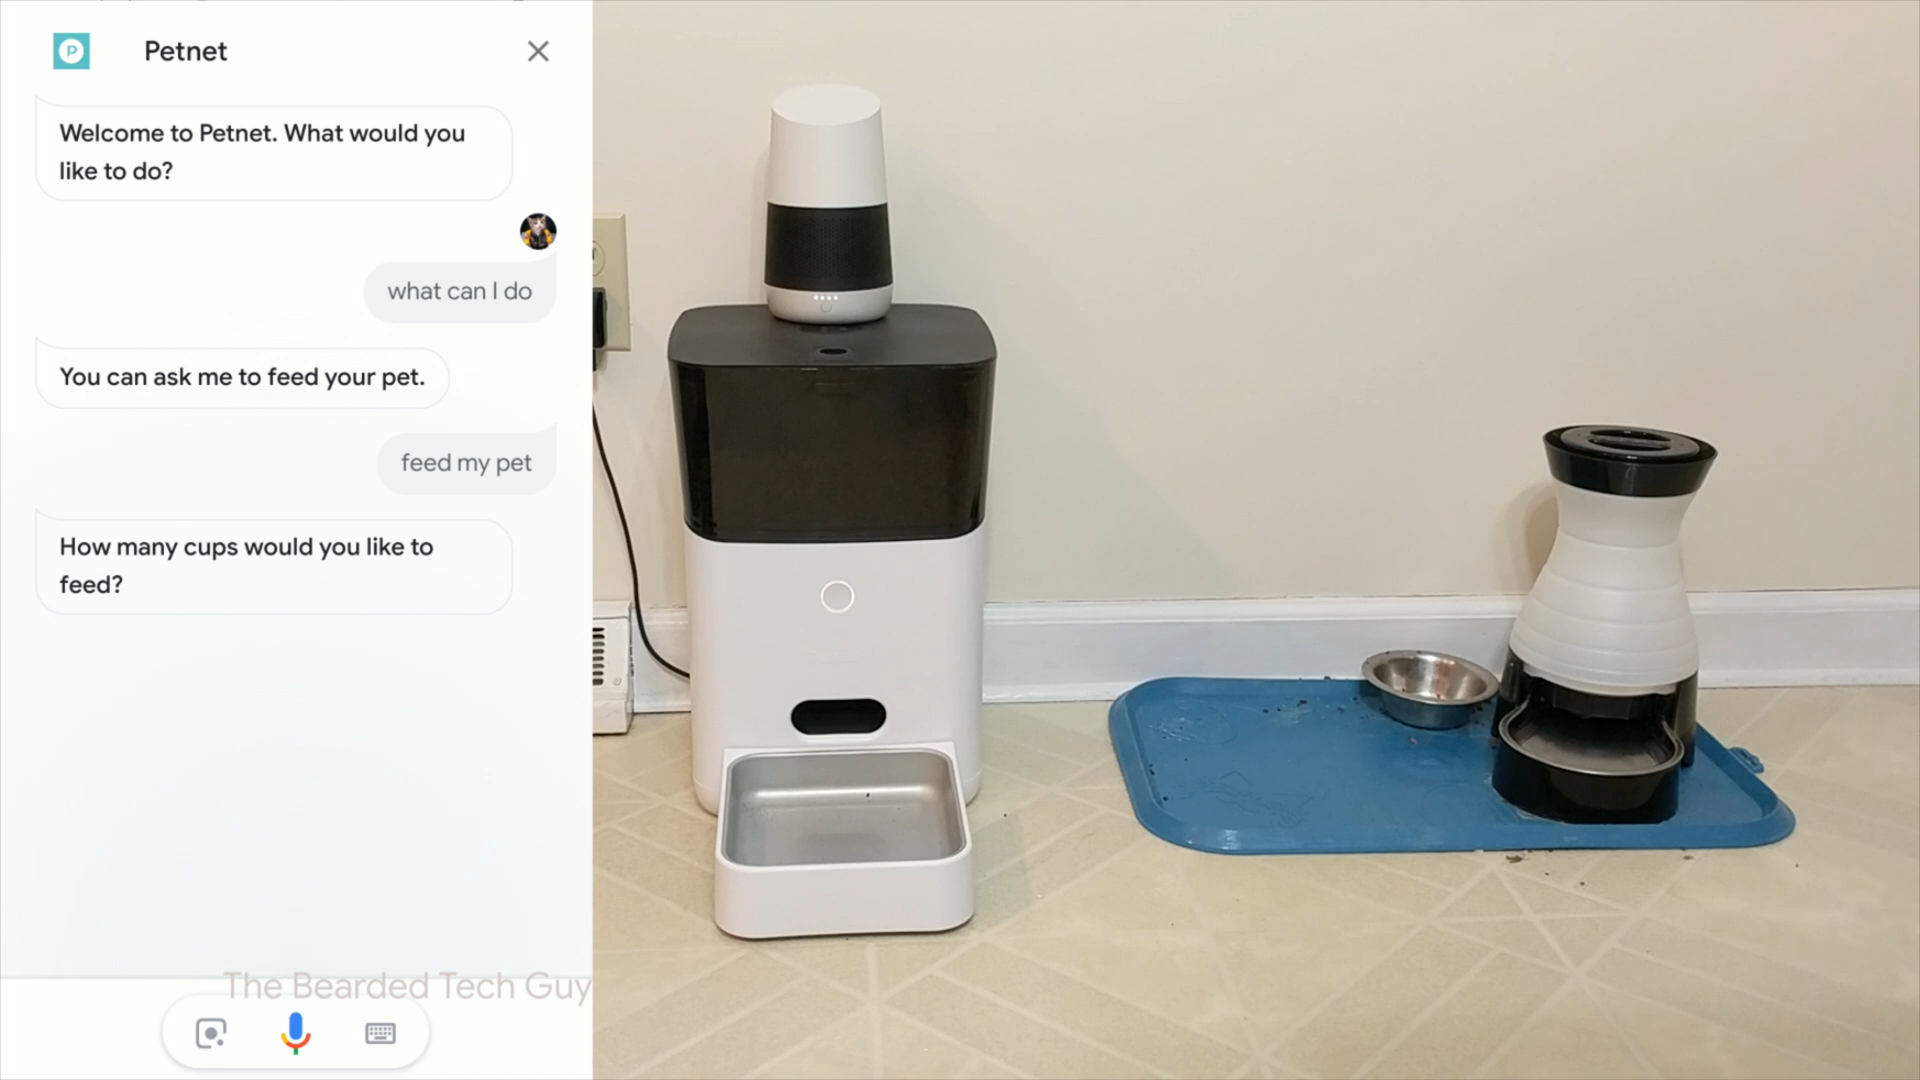 P
Petnet
Welcome to Petnet. What would you
like to do?
what can I do
You can ask me to feed your pet.
feed my pet
How many cups would you like to
feed?
The Bearded Tech Guy